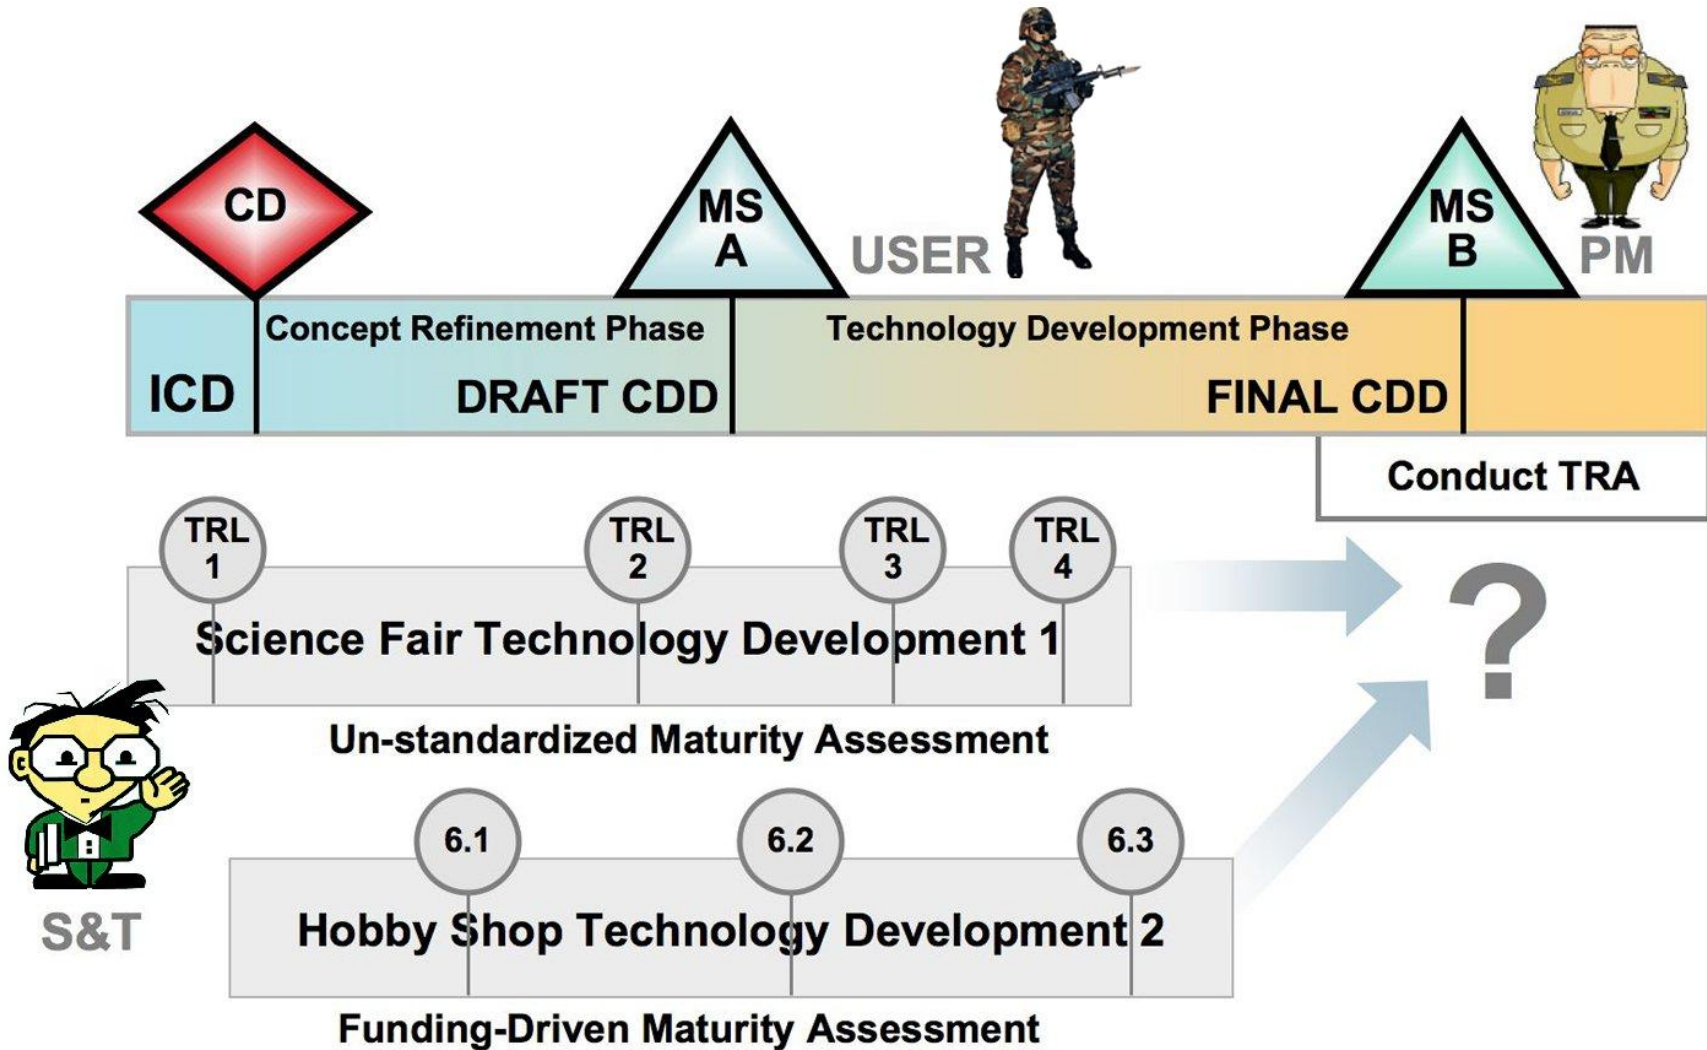 CD
MS
A
USER
MS
B
PM
Concept Refinement Phase
Technology Development Phase
ICD
DRAFT CDD
FINAL CDD
Conduct TRA
TRL
1
TRL
2
TRL
3
TRL
4
?
Science Fair Technology Development 1
Un-standardized Maturity Assessment
6.1
6.2
6.3
S&T
Hobby Shop Technology Development 2
Funding-Driven Maturity Assessment